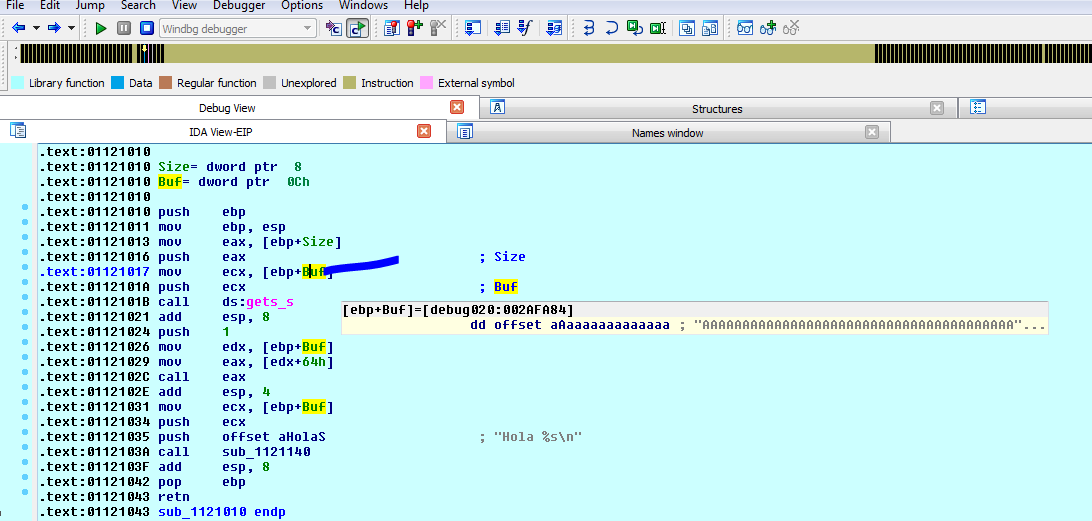 File Edit Jump Search View Debugger Options Windows Help
Windbg debugger
Library function Data Regular function Unexplored Instruction External symbol
Debug View Structures
IDA View-EIP Names window
.text:01121010
.text:01121010 Size= dword ptr 8
.text:01121010 Buf= dword ptr 0Ch
.text:01121010
.text:01121010 push ebp
.text:01121011 mov ebp, esp
.text:01121013 mov eax, [ebp+Size]
.text:01121016 push eax ; Size
.text:01121017 mov ecx, [ebp+Buf]
.text:0112101A push ecx ; Buf
.text:0112101B call ds:gets_s
[ebp+Buf]=[debug020:002AFA84]
.text:01121021 add esp, 8
dd offset aAaaaaaaaaaaaaa ; "AAAAAAAAAAAAAAAAAAAAAAAAAAAAAAAAAAAAAAA"...
.text:01121024 push 1
.text:01121026 mov edx, [ebp+Buf]
.text:01121029 mov eax, [edx+64h]
.text:0112102C call eax
.text:0112102E add esp, 4
.text:01121031 mov ecx, [ebp+Buf]
.text:01121034 push ecx
.text:01121035 push offset aHolaS ; "Hola %s\n"
.text:0112103A call sub_1121140
.text:0112103F add esp, 8
.text:01121042 pop ebp
.text:01121043 retn
.text:01121043 sub_1121010 endp